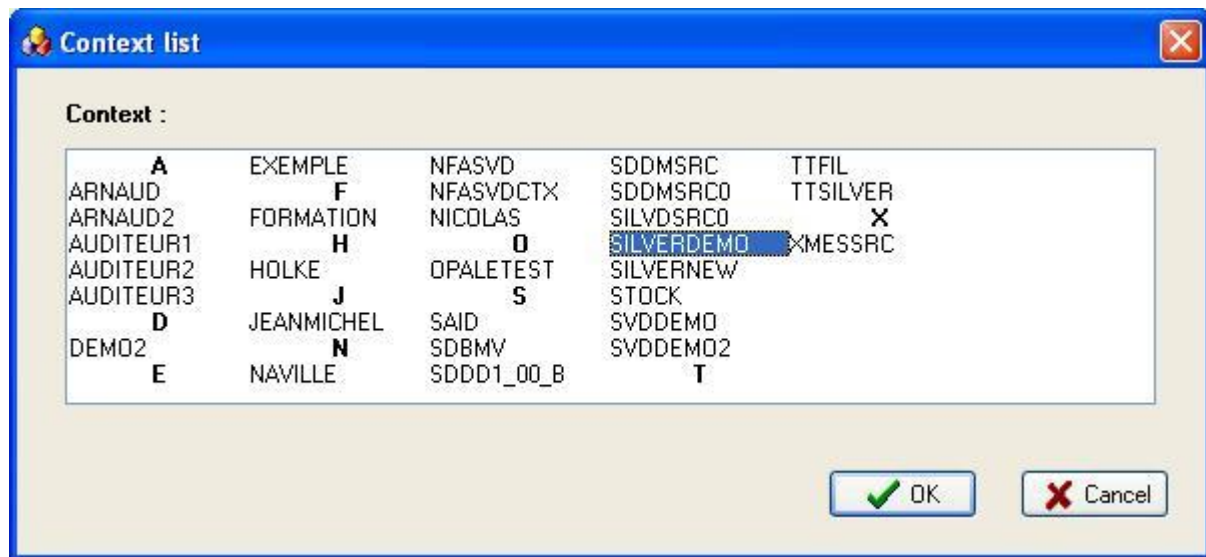 Context list
Context :
A
ARNAUD
ARNAUD2
AUDITEUR1
AUDITEUR2
AUDITEUR3
D
DEMO2
E
EXEMPLE
F
FORMATION
H
HOLKE
J
JEANMICHEL
N
NAVILLE
NFASVD
NFASVDCTX
NICOLAS
O
OPALETEST
S
SAID
SDBMV
SDDD1_00_B
SDDMSRC
SDDMSRC0
SILVDSRC0
SILVERDEMO
SILVERNEW
STOCK
SVDDEMO
SVDDEMO2
T
TTFIL
TTSILVER
X
XMESSRC
OK
Cancel